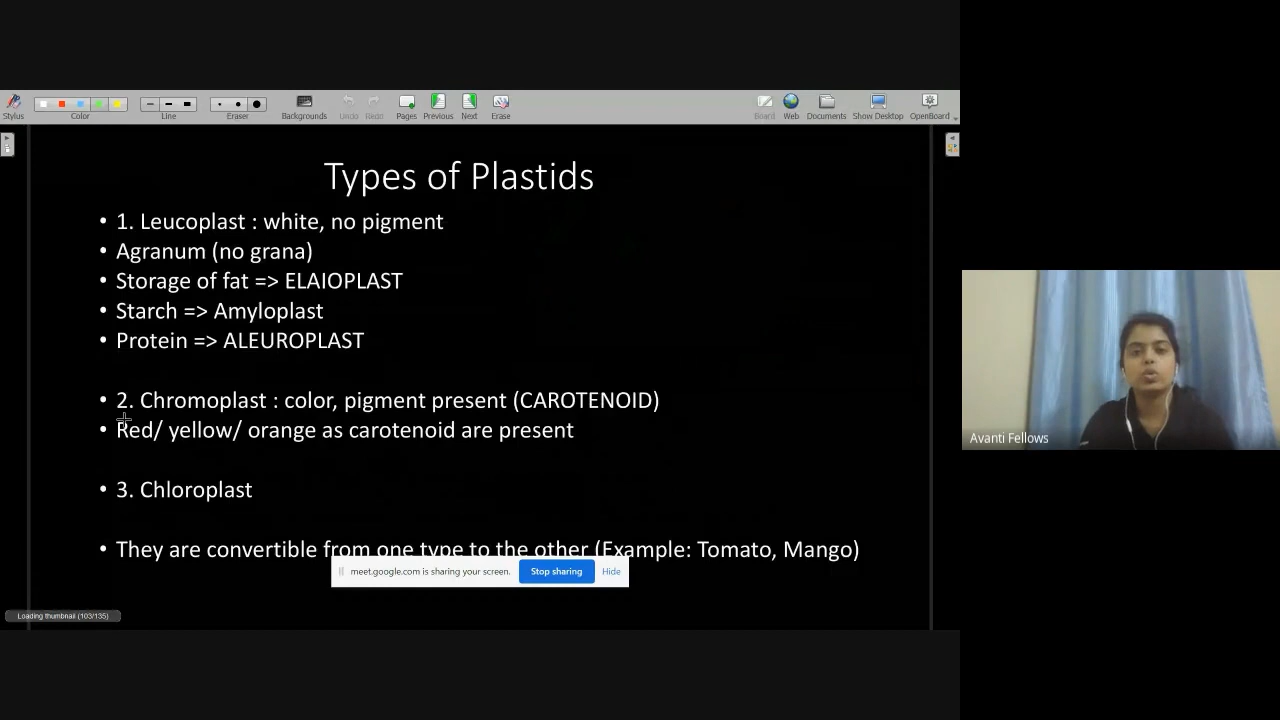 Stylus
Color
Line
Eraser
Backgrounds
Undo
Redo
Pages
Previous
Next
Erase
Board
Web
Documents
Show Desktop
OpenBoard
Types of Plastids
• 1. Leucoplast : white, no pigment
• Agranum (no grana)
• Storage of fat => ELAIOPLAST
• Starch => Amyloplast
• Protein => ALEUROPLAST
• 2. Chromoplast : color, pigment present (CAROTENOID)
• Red/ yellow/ orange as carotenoid are present
• 3. Chloroplast
• They are convertible from one type to the other (Example: Tomato, Mango)
meet.google.com is sharing your screen.
Stop sharing
Hide
Loading thumbnail (103/135)
Avanti Fellows